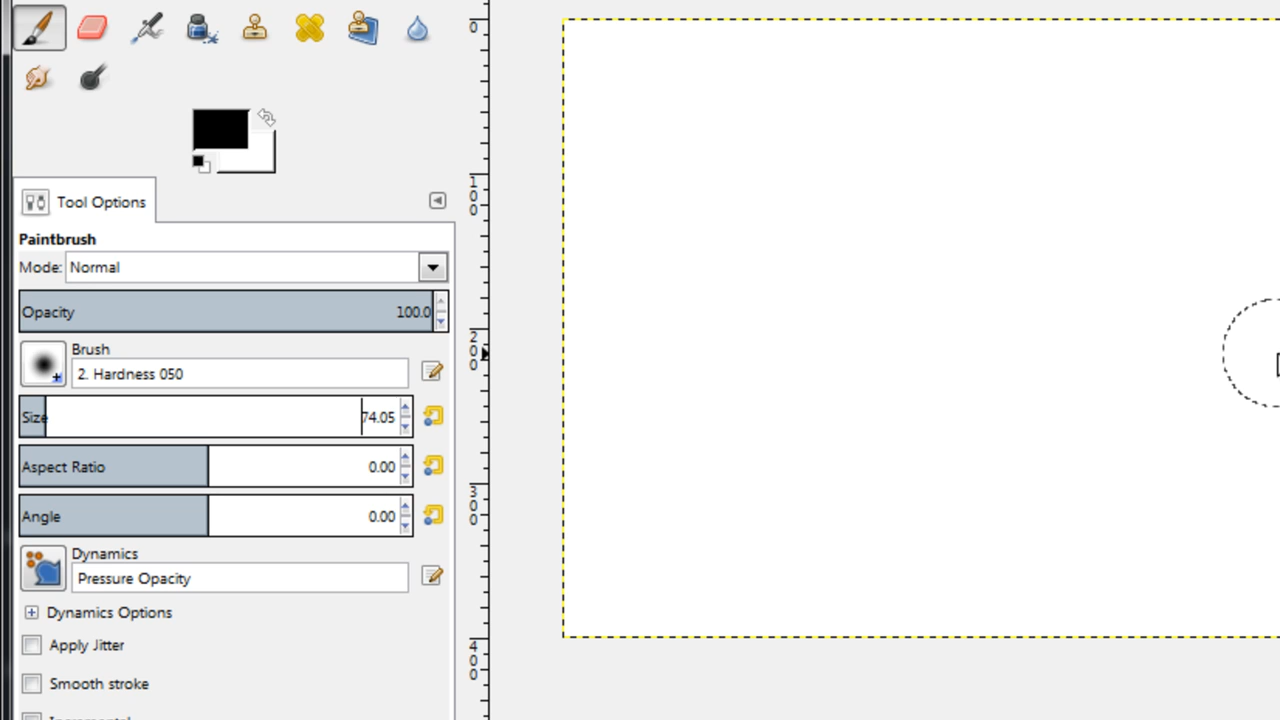 0
100
Tool Options
Paintbrush
Mode: Normal
Opacity 100.0
200
Brush
2. Hardness 050
Size 74.05
Aspect Ratio 0.00
300
Angle 0.00
Dynamics
Pressure Opacity
Dynamics Options
Apply Jitter
400
Smooth stroke